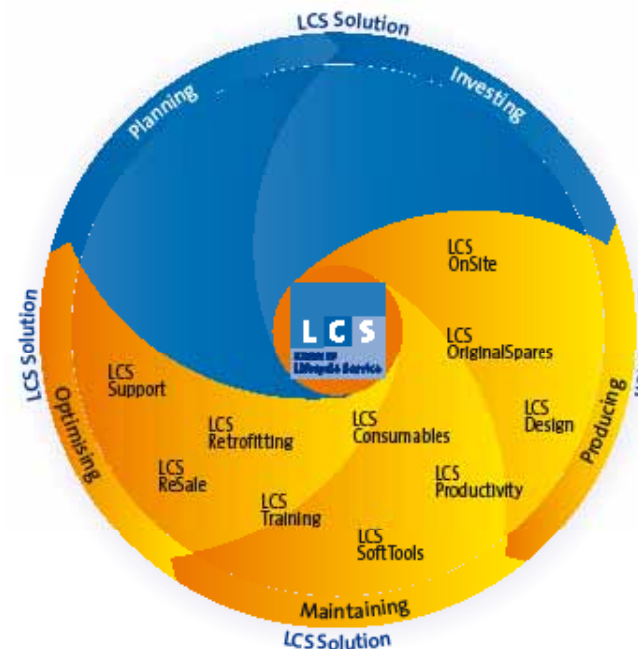 LCS Solution
Planning
Investing
LCS
OnSite
LCS
OriginalSpares
LCS
Design
Producing
LCS
Consumables
LCS
Productivity
LCS
SoftTools
LCS
Training
LCS
Retrofitting
LCS
ReSale
LCS
Support
Optimising
LCS Solution
Maintaining
LCS Solution
LCS
Lifecycle Service